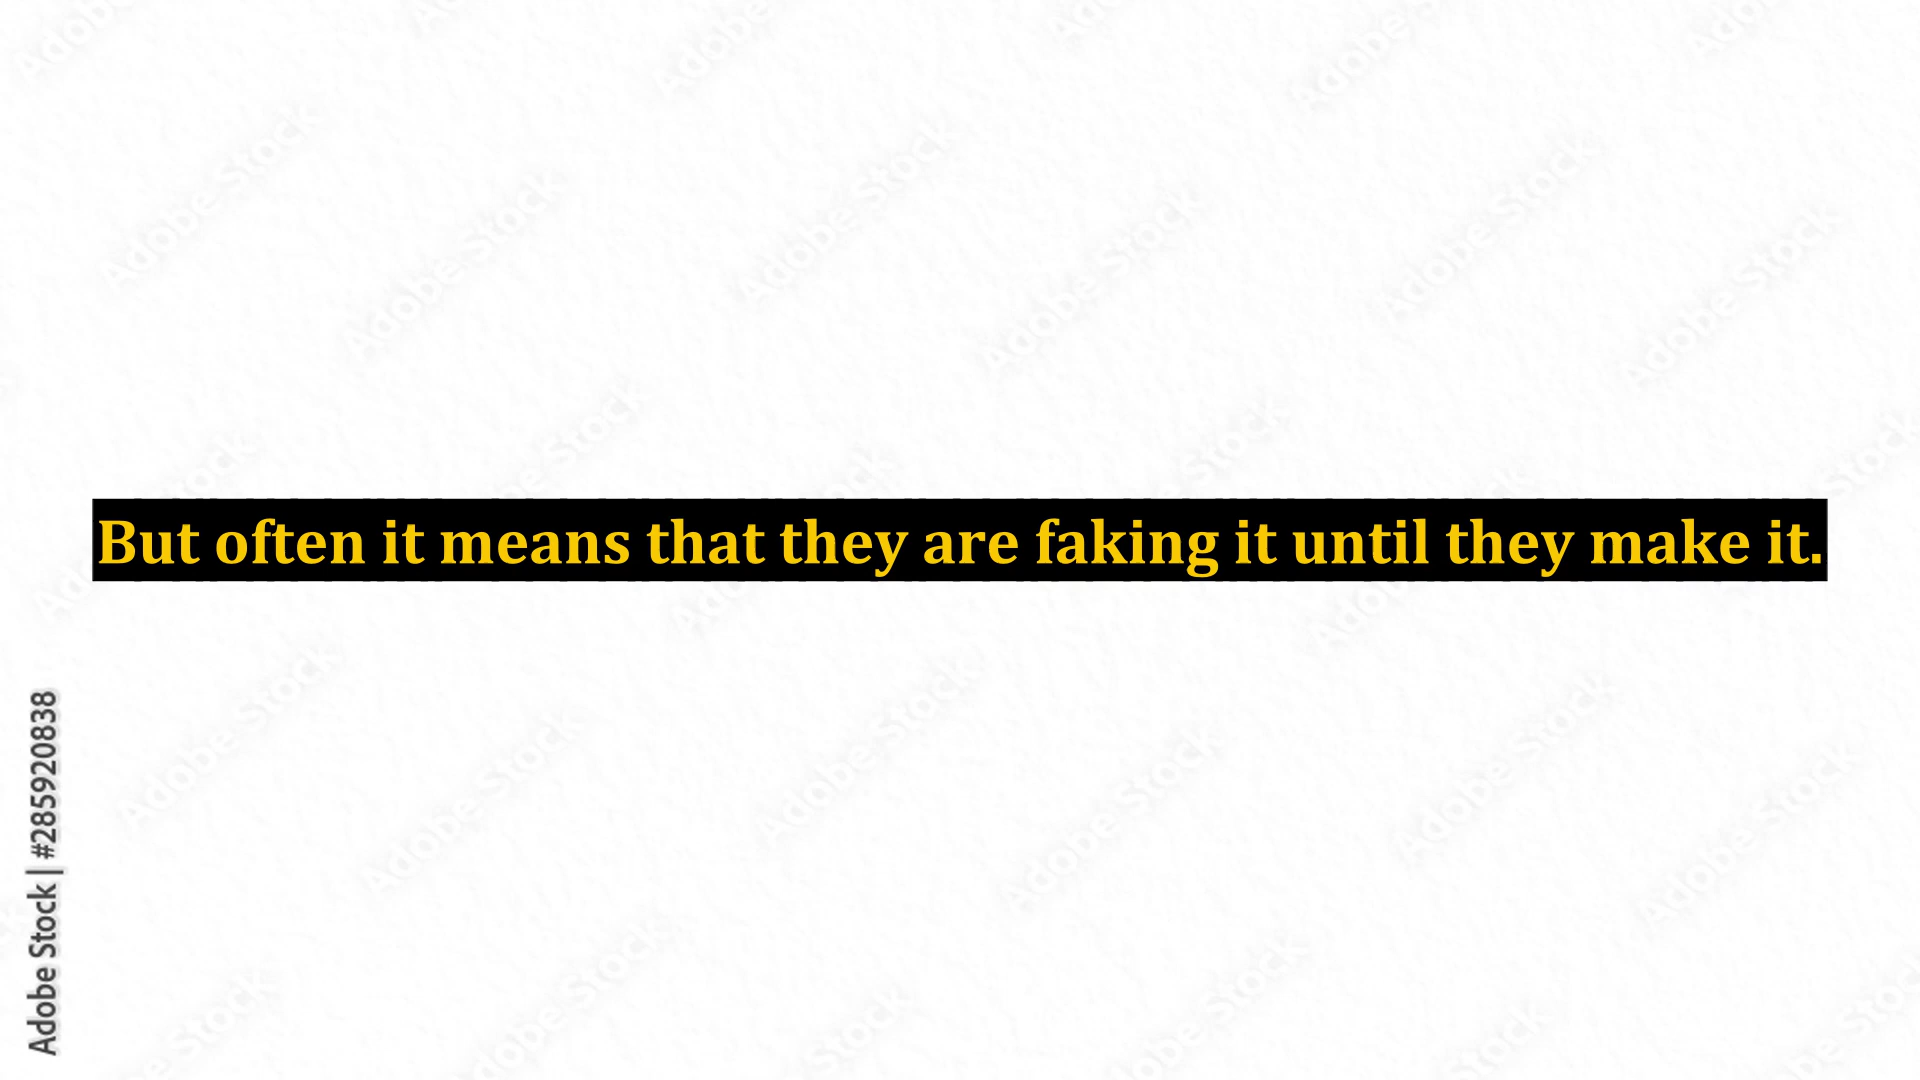 But often it means that they are faking it until they make it.
Adobe Stock | #285920838